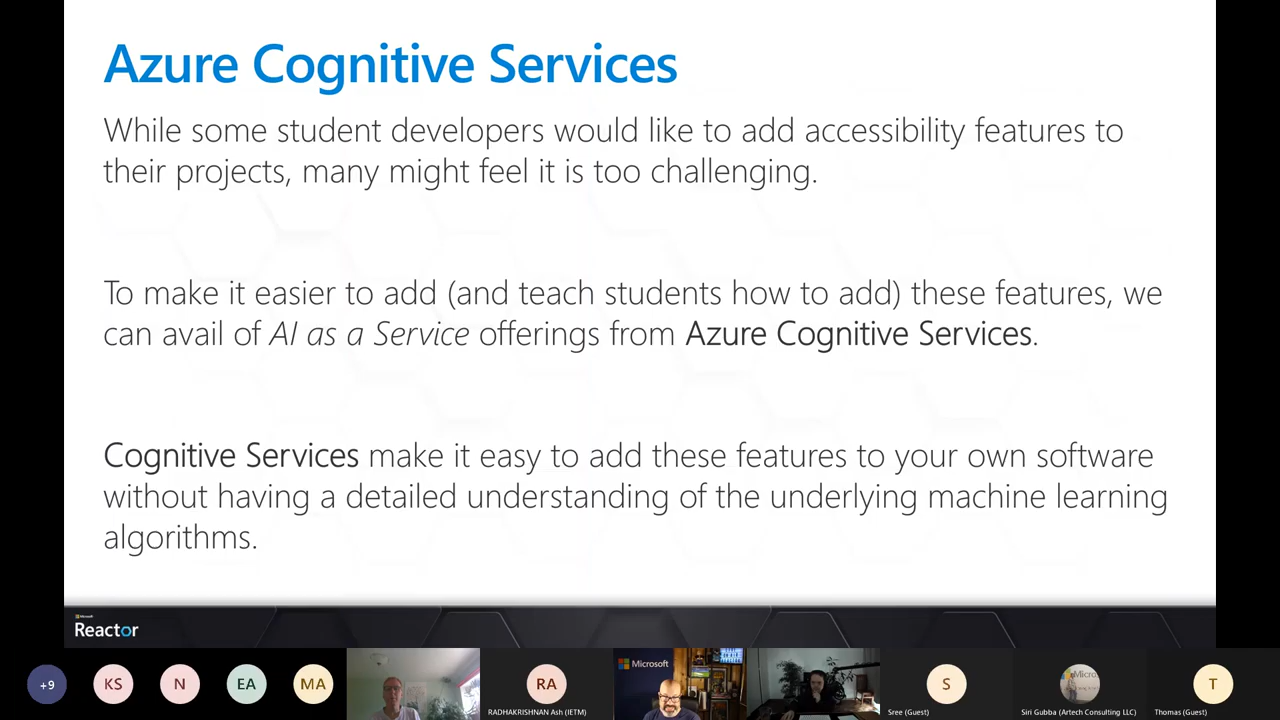 Azure Cognitive Services
While some student developers would like to add accessibility features to
their projects, many might feel it is too challenging.
To make it easier to add (and teach students how to add) these features, we
can avail of AI as a Service offerings from Azure Cognitive Services.
Cognitive Services make it easy to add these features to your own software
without having a detailed understanding of the underlying machine learning
algorithms.
Microsoft
Reactor
+9
KS
N
EA
MA
RA
RADHAKRISHNAN Ash (IETM)
Microsoft
S
Sree (Guest)
Siri Gubba (Artech Consulting LLC)
T
Thomas (Guest)